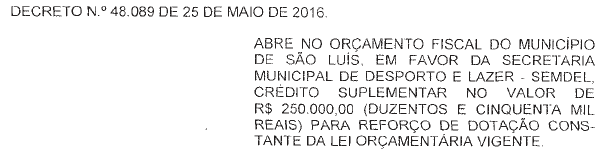 DECRETO N.º 48.089 DE 25 DE MAIO DE 2016.
ABRE NO ORÇAMENTO FISCAL DO MUNICÍPIO
DE SÃO LUÍS, EM FAVOR DA SECRETARIA
MUNICIPAL DE DESPORTO E LAZER - SEMDEL,
CRÉDITO SUPLEMENTAR NO VALOR DE
R$ 250.000,00 (DUZENTOS E CINQUENTA MIL
REAIS) PARA REFORÇO DE DOTAÇÃO CONS-
TANTE DA LEI ORÇAMENTÁRIA VIGENTE.